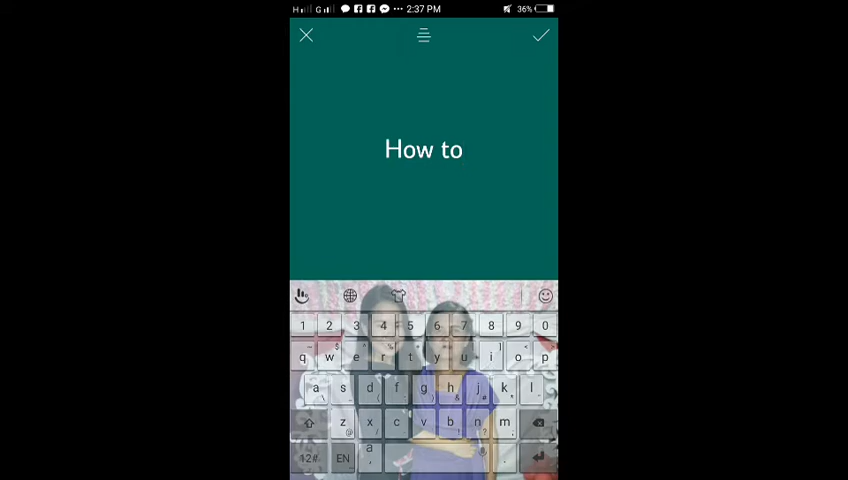 H G ... 2:37 PM 36%
How to
1 2 3 4 5 6 7 8 9 0
q w e r t y u i o p
a s d f g h j k l
z x c v b n m
12# EN , .